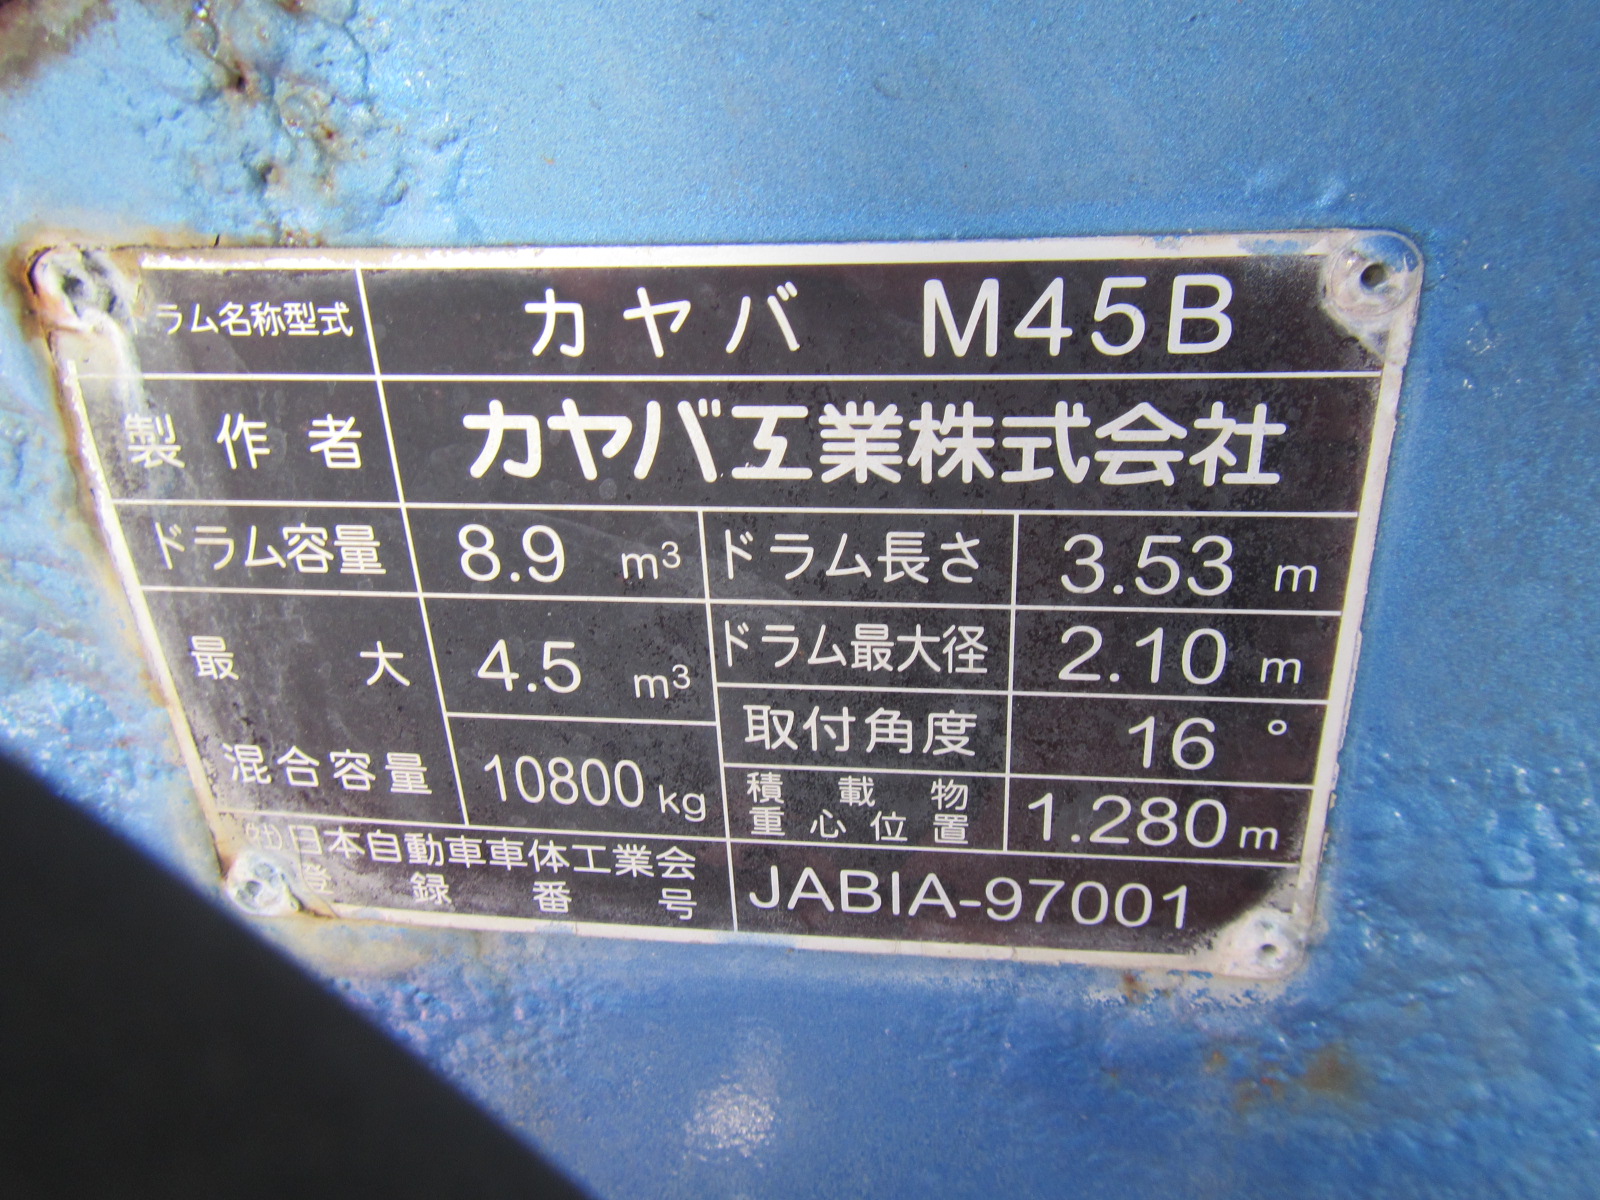 ラム名称型式 カヤバ M45B
製作者 カヤバ工業株式会社
ドラム容量 8.9 m³ ドラム長さ 3.53 m
最大混合容量 4.5 m³ ドラム最大径 2.10 m
取付角度 16°
10800 kg 積載物重心位置 1.280 m
(社)日本自動車車体工業会
登録番号 JABIA-97001